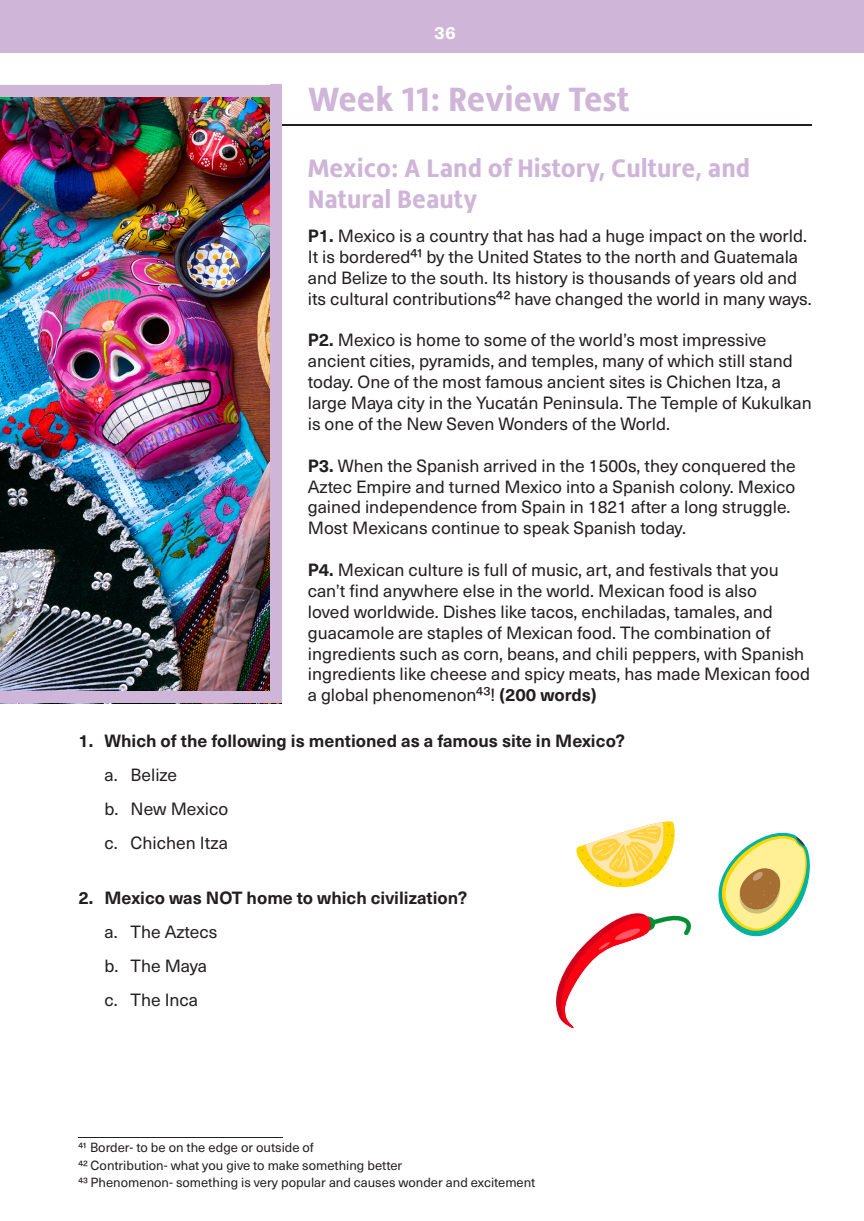 36
Week 11: Review Test
Mexico: A Land of History, Culture, and
Natural Beauty
P1. Mexico is a country that has had a huge impact on the world.
It is bordered⁴¹ by the United States to the north and Guatemala
and Belize to the south. Its history is thousands of years old and
its cultural contributions⁴² have changed the world in many ways.
P2. Mexico is home to some of the world's most impressive
ancient cities, pyramids, and temples, many of which still stand
today. One of the most famous ancient sites is Chichen Itza, a
large Maya city in the Yucatán Peninsula. The Temple of Kukulkan
is one of the New Seven Wonders of the World.
P3. When the Spanish arrived in the 1500s, they conquered the
Aztec Empire and turned Mexico into a Spanish colony. Mexico
gained independence from Spain in 1821 after a long struggle.
Most Mexicans continue to speak Spanish today.
P4. Mexican culture is full of music, art, and festivals that you
can't find anywhere else in the world. Mexican food is also
loved worldwide. Dishes like tacos, enchiladas, tamales, and
guacamole are staples of Mexican food. The combination of
ingredients such as corn, beans, and chili peppers, with Spanish
ingredients like cheese and spicy meats, has made Mexican food
a global phenomenon⁴³! (200 words)
1. Which of the following is mentioned as a famous site in Mexico?
a. Belize
b. New Mexico
c. Chichen Itza
2. Mexico was NOT home to which civilization?
a. The Aztecs
b. The Maya
c. The Inca
⁴¹ Border- to be on the edge or outside of
⁴² Contribution- what you give to make something better
⁴³ Phenomenon- something is very popular and causes wonder and excitement